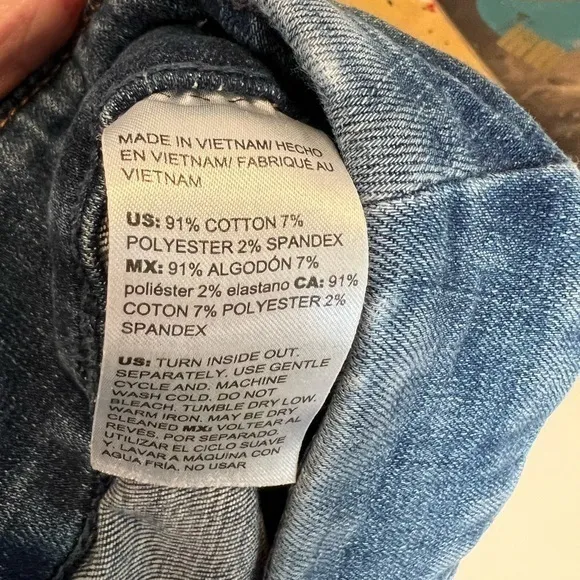 MADE IN VIETNAM/ HECHO
EN VIETNAM/ FABRIQUÉ AU
VIETNAM
US: 91% COTTON 7%
POLYESTER 2% SPANDEX
MX: 91% ALGODÓN 7%
poliéster 2% elastano CA: 91%
COTON 7% POLYESTER 2%
SPANDEX
US: TURN INSIDE OUT.
SEPARATELY. USE GENTLE
CYCLE AND. MACHINE
WASH COLD. DO NOT
BLEACH. TUMBLE DRY LOW.
WARM IRON. MAY BE DRY
CLEANED MX: VOLTEAR AL
REVÉS, POR SEPARADO.
UTILIZAR EL CICLO SUAVE
Y. LAVAR A MÁQUINA CON
AGUA FRÍA. NO USAR